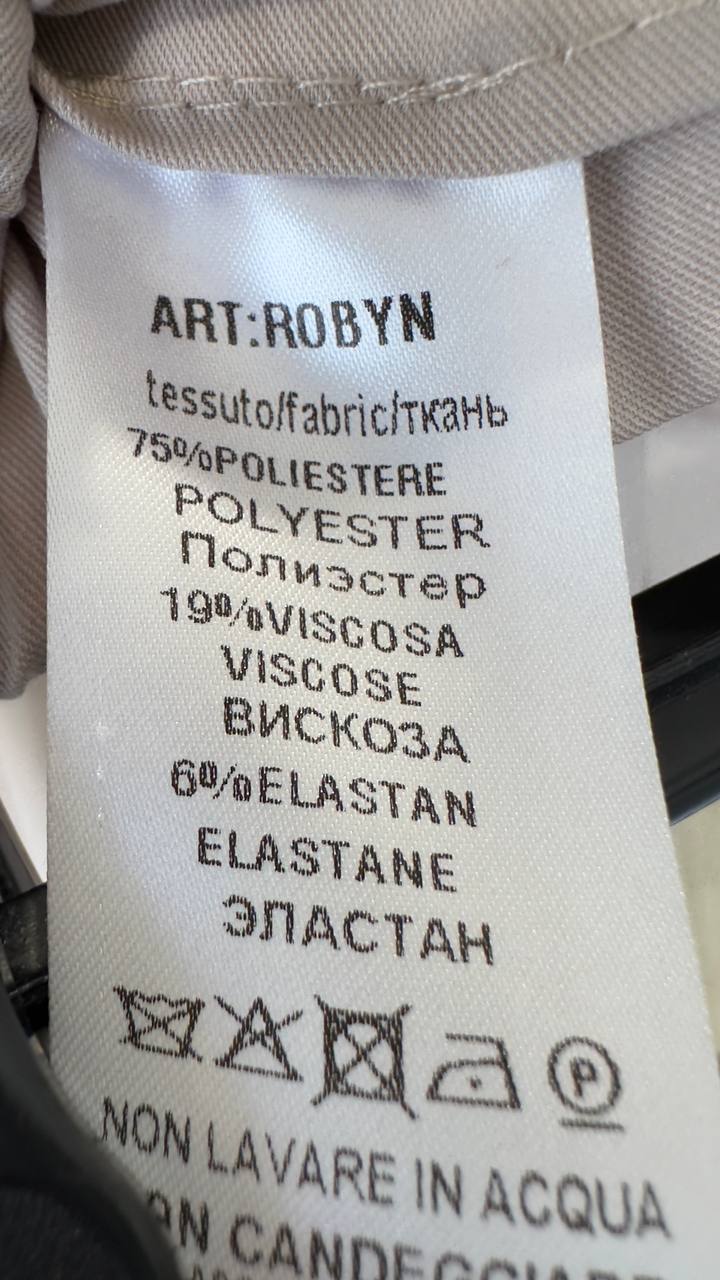 ART:ROBYN
tessuto/fabric/ткань
75%POLIESTERE
POLYESTER
Полиэстер
19%VISCOSA
VISCOSE
ВИСКОЗА
6%ELASTAN
ELASTANE
ЭЛАСТАН
P
NON LAVARE IN ACQUA